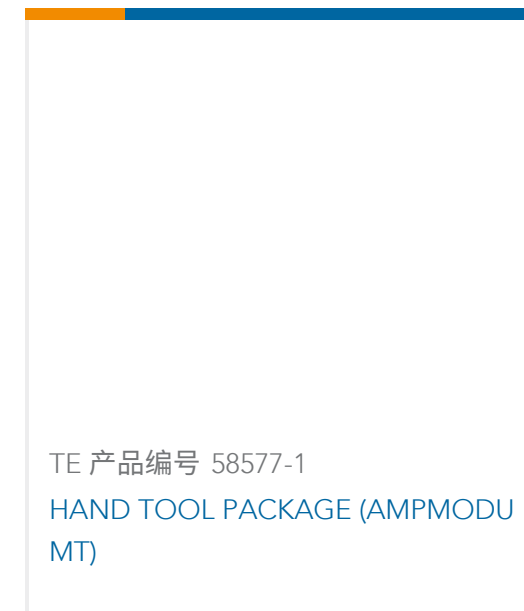 TE 产品编号 58577-1
HAND TOOL PACKAGE (AMPMODU
MT)